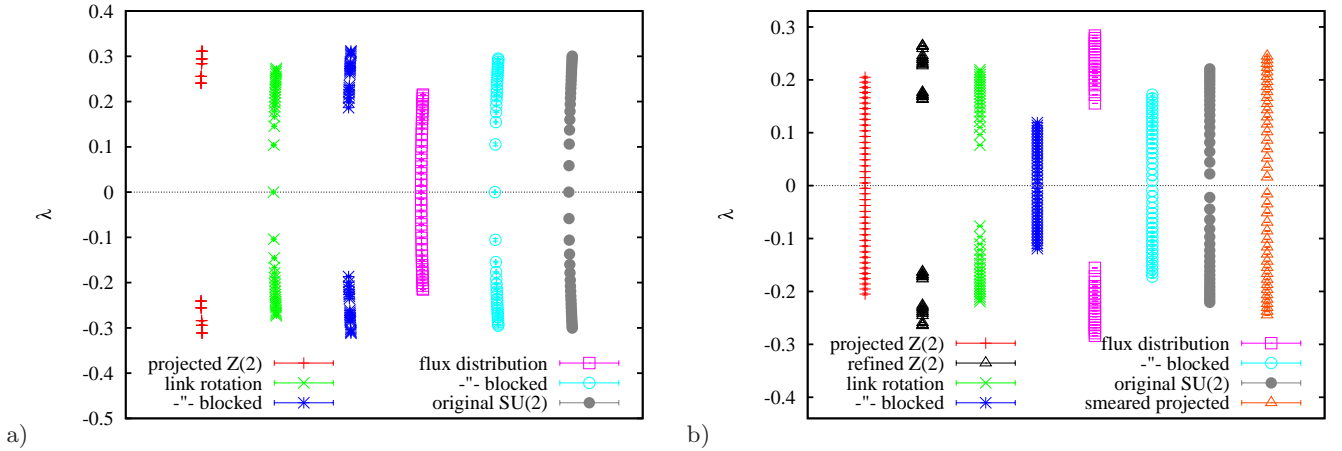 0.4
0.3
0.2
0.1
0
-0.1
-0.2
-0.3
-0.4
-0.5
λ
projected Z(2)
link rotation
-"- blocked
flux distribution
-"- blocked
original SU(2)
a)
0.3
0.2
0.1
0
-0.1
-0.2
-0.3
-0.4
λ
projected Z(2)
refined Z(2)
link rotation
-"- blocked
flux distribution
-"- blocked
original SU(2)
smeared projected
b)